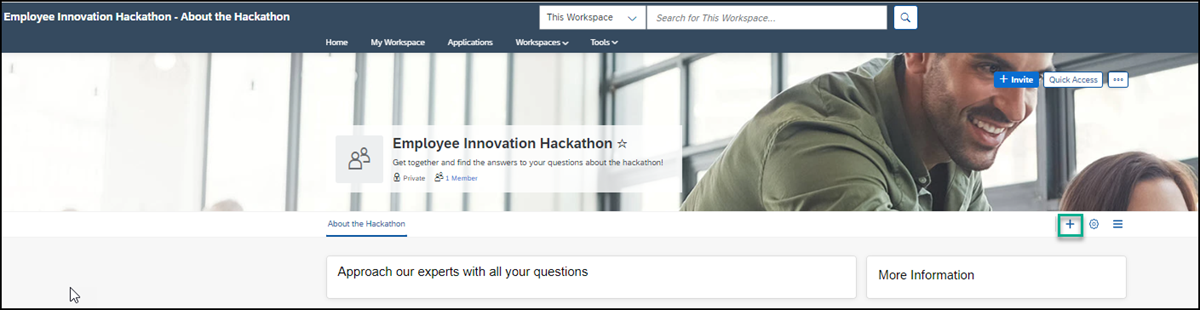 Employee Innovation Hackathon - About the Hackathon
This Workspace
Search for This Workspace...
Home My Workspace Applications Workspaces Tools
+ Invite Quick Access
Employee Innovation Hackathon
Get together and find the answers to your questions about the hackathon!
Private 1 Member
About the Hackathon
Approach our experts with all your questions
More Information